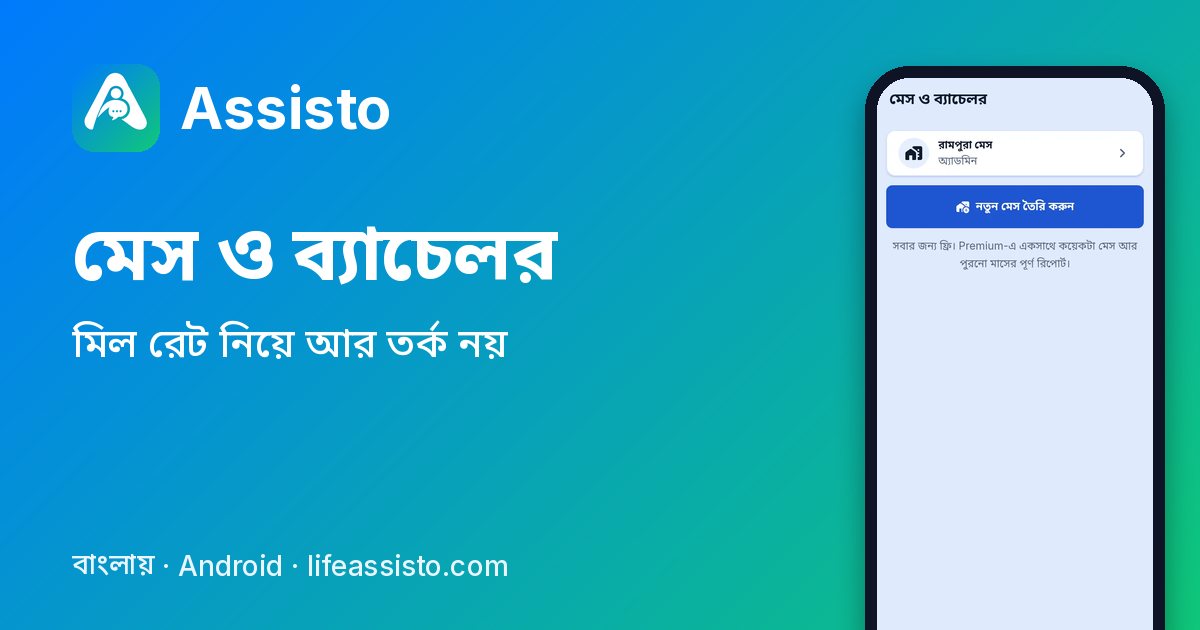 Assisto
মেস ও ব্যাচেলর
মিল রেট নিয়ে আর তর্ক নয়
বাংলায় · Android · lifeassisto.com
মেস ও ব্যাচেলর
রামপুরা মেস
অ্যাডমিন
নতুন মেস তৈরি করুন
সবার জন্য ফ্রি। Premium-এ একসাথে কয়েকটা মেস আর
পুরনো মাসের পূর্ণ রিপোর্ট।